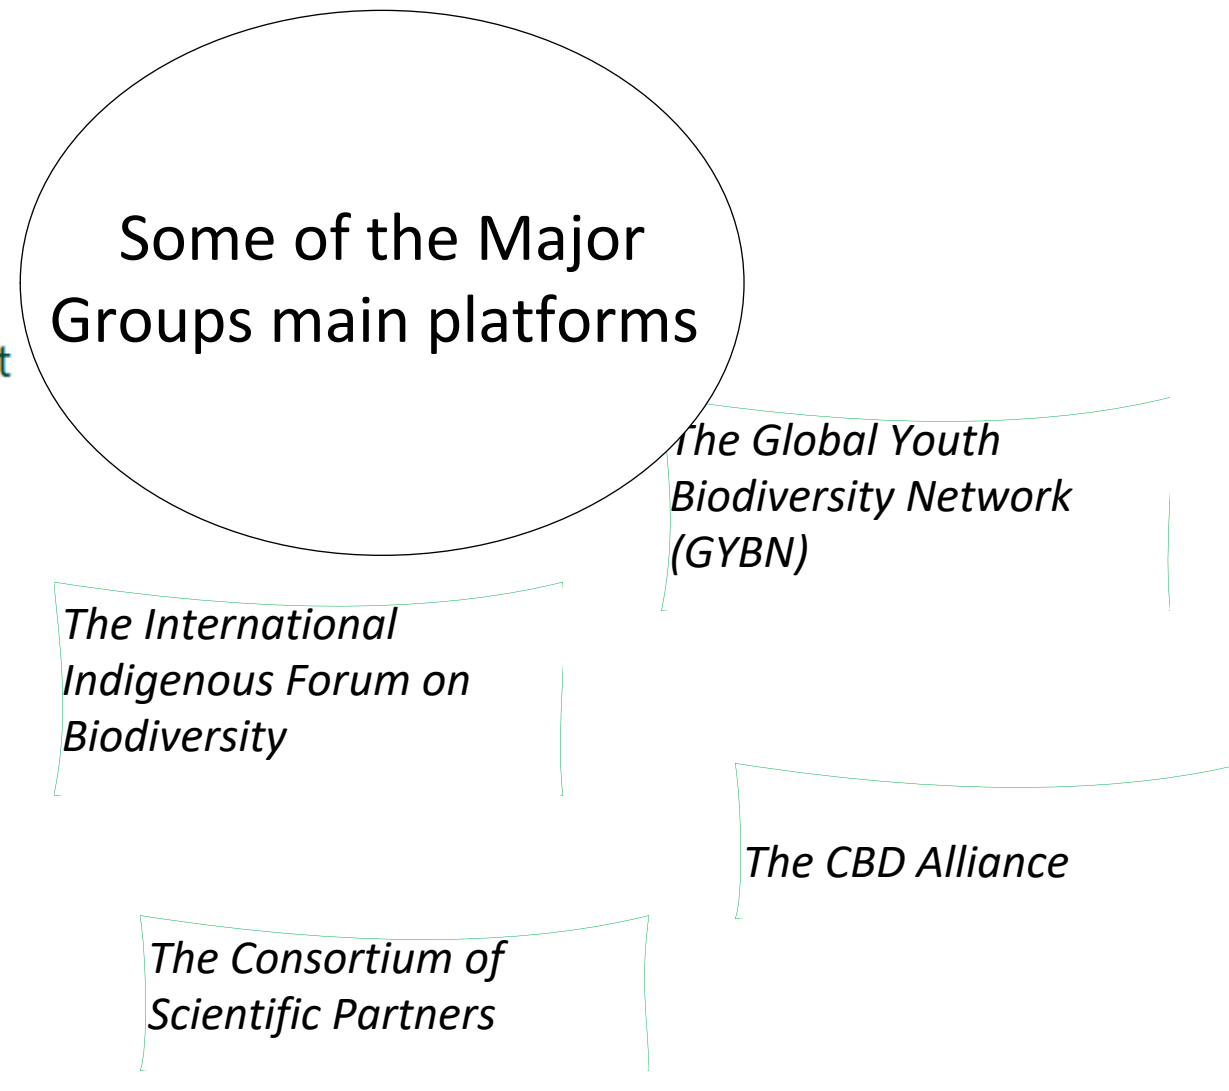 Some of the Major
Groups main platforms
t
The Global Youth
Biodiversity Network
(GYBN)
The International
Indigenous Forum on
Biodiversity
The CBD Alliance
The Consortium of
Scientific Partners